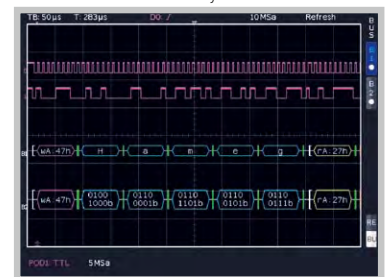 TB: 50µs T: 283µs D0: / 10MSa Refresh
BUS
B1
B2
wA:47h H a m e g rA:27h
wA:47h 0100 1000b 0110 0001b 0110 1101b 0110 0101b 0110 0111b rA:27h
POD1:TTL 5MSa